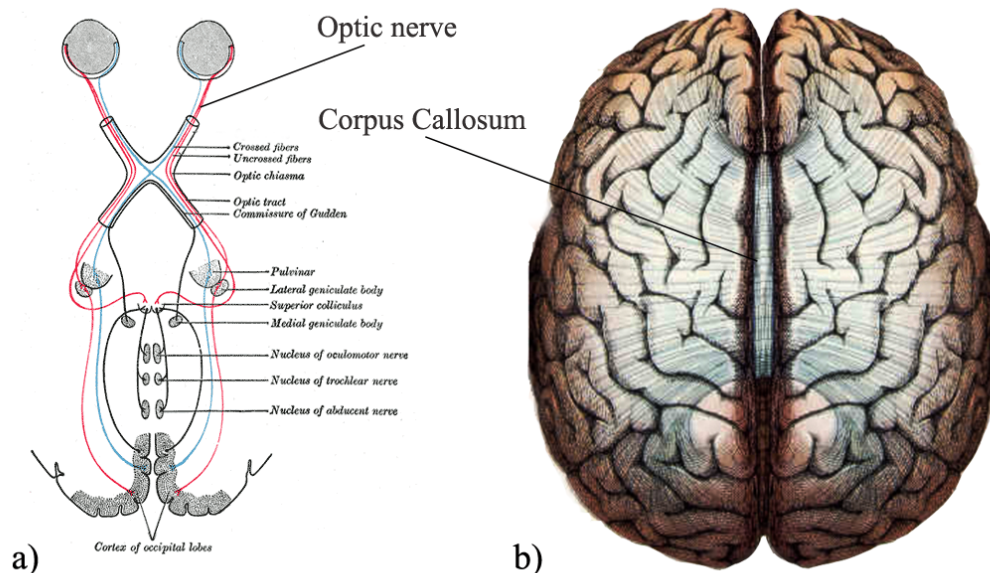 Optic nerve
Corpus Callosum
Crossed fibers
Uncrossed fibers
Optic chiasma
Optic tract
Commissure of Gudden
Pulvinar
Lateral geniculate body
Superior colliculus
Medial geniculate body
Nucleus of oculomotor nerve
Nucleus of trochlear nerve
Nucleus of abducent nerve
Cortex of occipital lobes
a)
b)